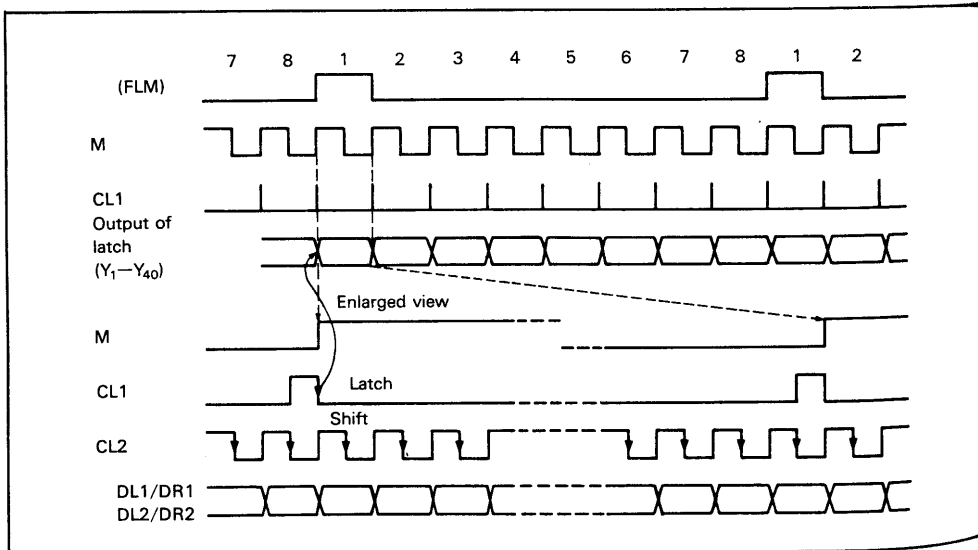 7 8 1 2 3 4 5 6 7 8 1 2
(FLM)
M
CL1
Output of
latch
(Y₁—Y₄₀)
Enlarged view
M
CL1
Latch
Shift
CL2
DL1/DR1
DL2/DR2